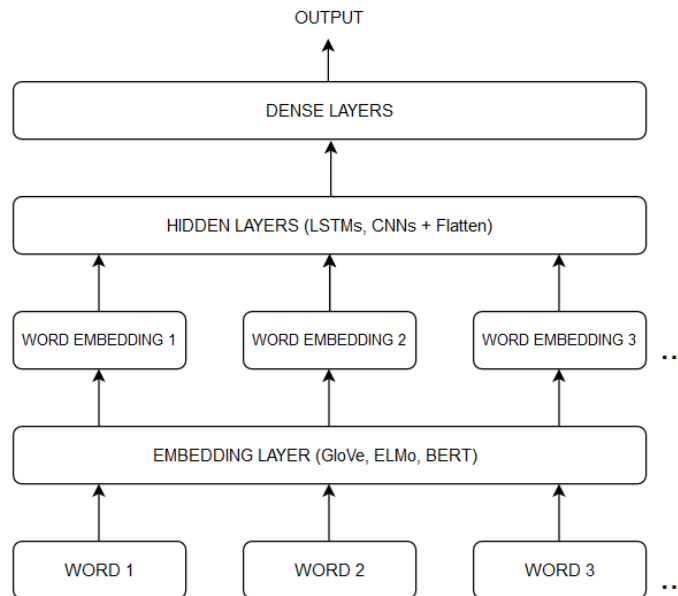 OUTPUT
DENSE LAYERS
HIDDEN LAYERS (LSTMs, CNNs + Flatten)
WORD EMBEDDING 1
WORD EMBEDDING 2
WORD EMBEDDING 3
..
EMBEDDING LAYER (GloVe, ELMo, BERT)
WORD 1
WORD 2
WORD 3
..